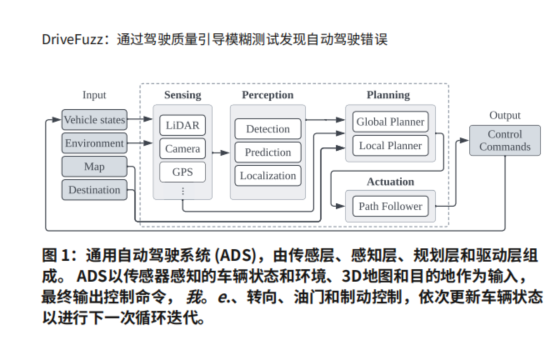 DriveFuzz：通过驾驶质量引导模糊测试发现自动驾驶错误
Input
Sensing
Perception
Planning
Output
Vehicle states
Environment
Map
Destination
LiDAR
Camera
GPS
⋮
Detection
Prediction
Localization
Global Planner
Local Planner
Actuation
Path Follower
Control
Commands
图 1：通用自动驾驶系统 (ADS)，由传感层、感知层、规划层和驱动层组
成。 ADS以传感器感知的车辆状态和环境、3D地图和目的地作为输入，
最终输出控制命令， 我。e.、转向、油门和制动控制，依次更新车辆状态
以进行下一次循环迭代。